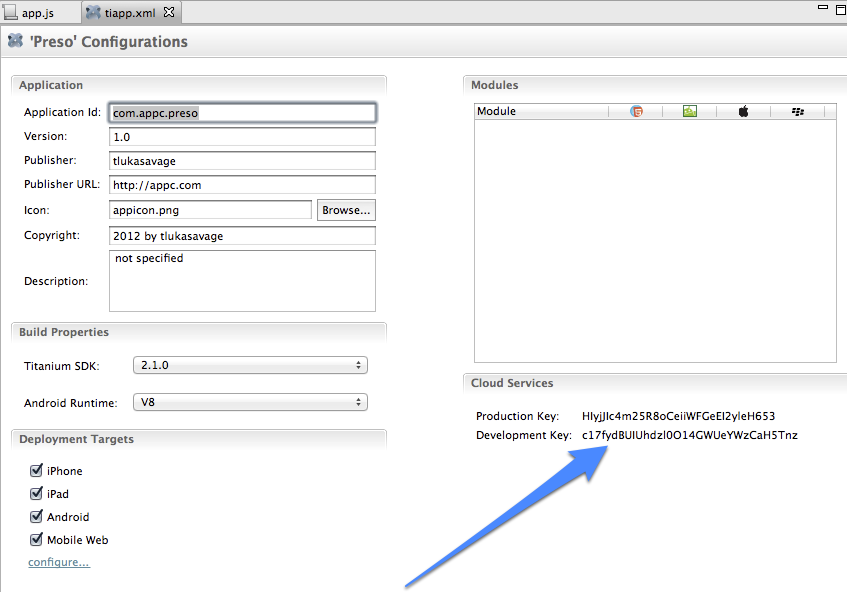 app.js
tiapp.xml
'Preso' Configurations
Application
Application Id: com.appc.preso
Version: 1.0
Publisher: tlukasavage
Publisher URL: http://appc.com
Icon: appicon.png Browse...
Copyright: 2012 by tlukasavage
Description: not specified
Build Properties
Titanium SDK: 2.1.0
Android Runtime: V8
Deployment Targets
iPhone
iPad
Android
Mobile Web
configure...
Modules
Module
Cloud Services
Production Key:
Development Key: